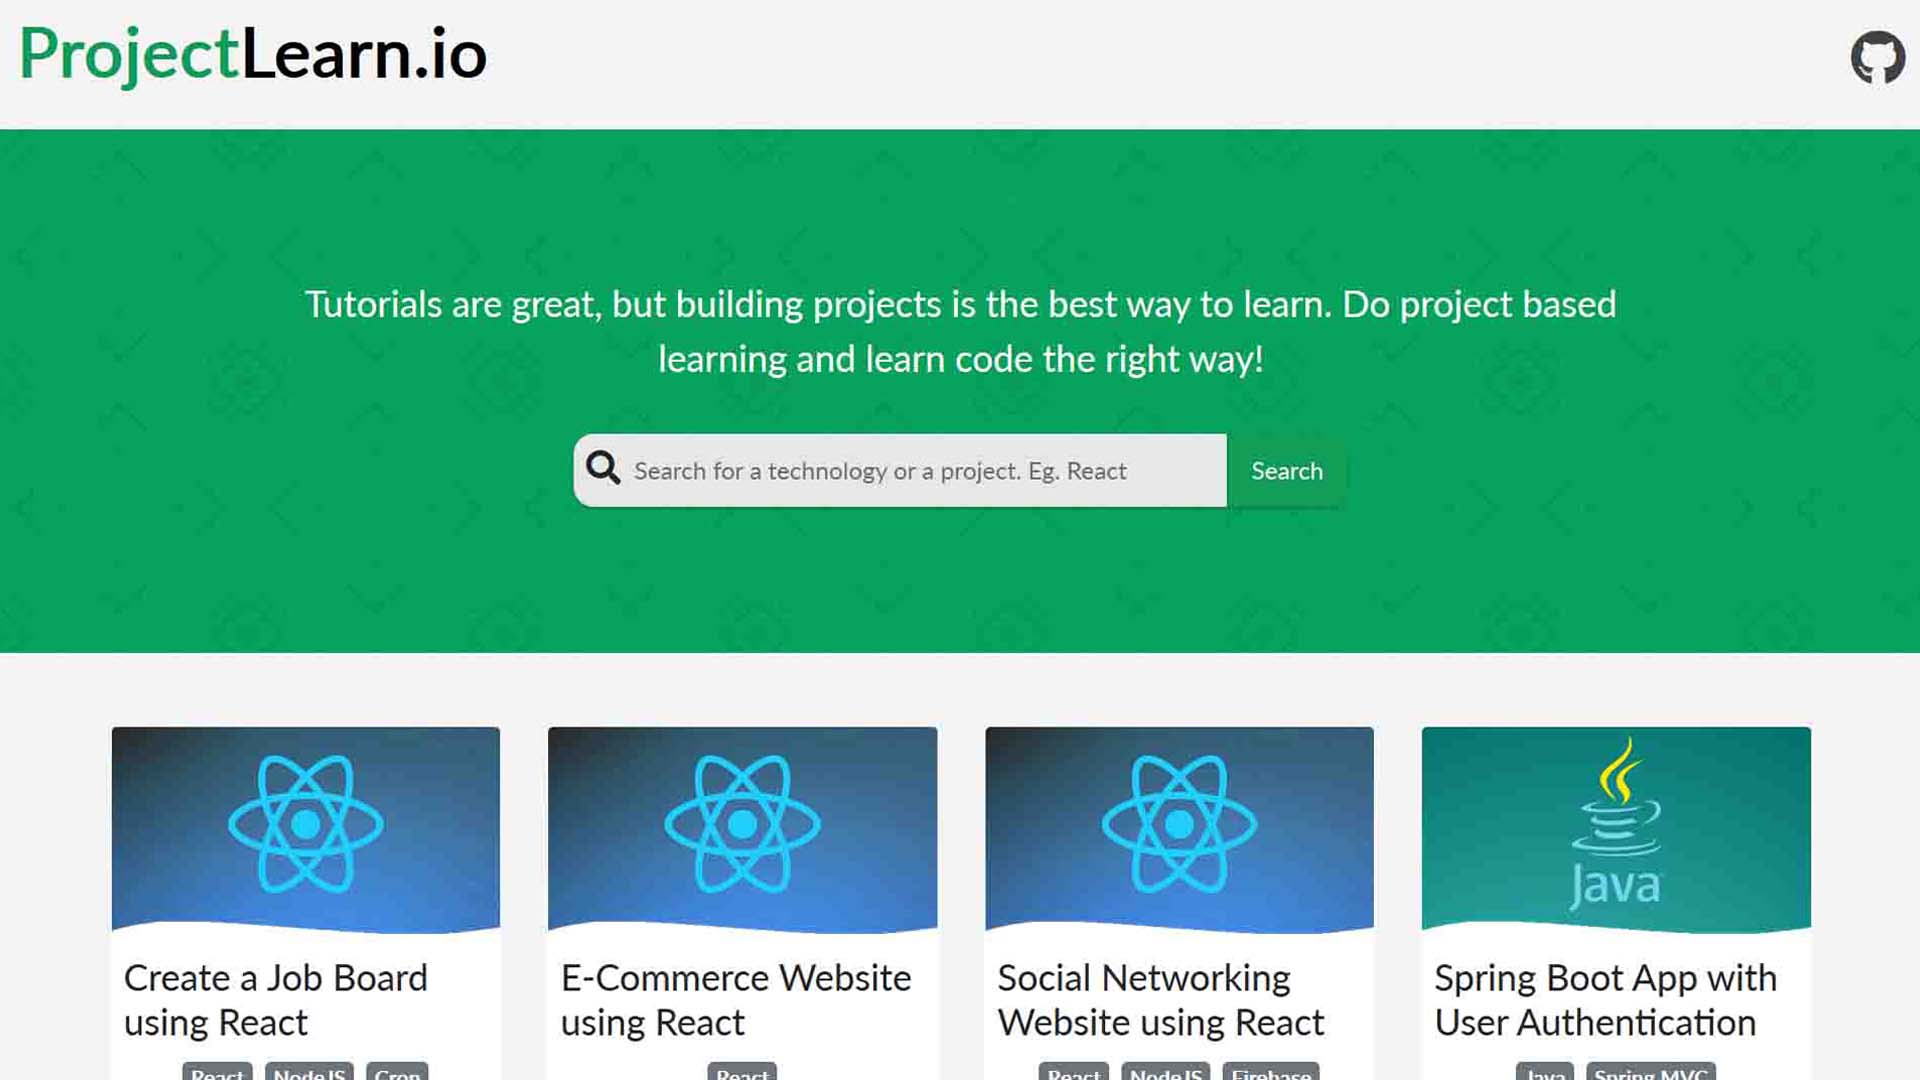 ProjectLearn.io
Tutorials are great, but building projects is the best way to learn. Do project based
learning and learn code the right way!
Search for a technology or a project. Eg. React
Search
Java
Create a Job Board
using React
React NodeJS Cron
E-Commerce Website
using React
React
Social Networking
Website using React
React NodeJS Firebase
Spring Boot App with
User Authentication
Java Spring MVC